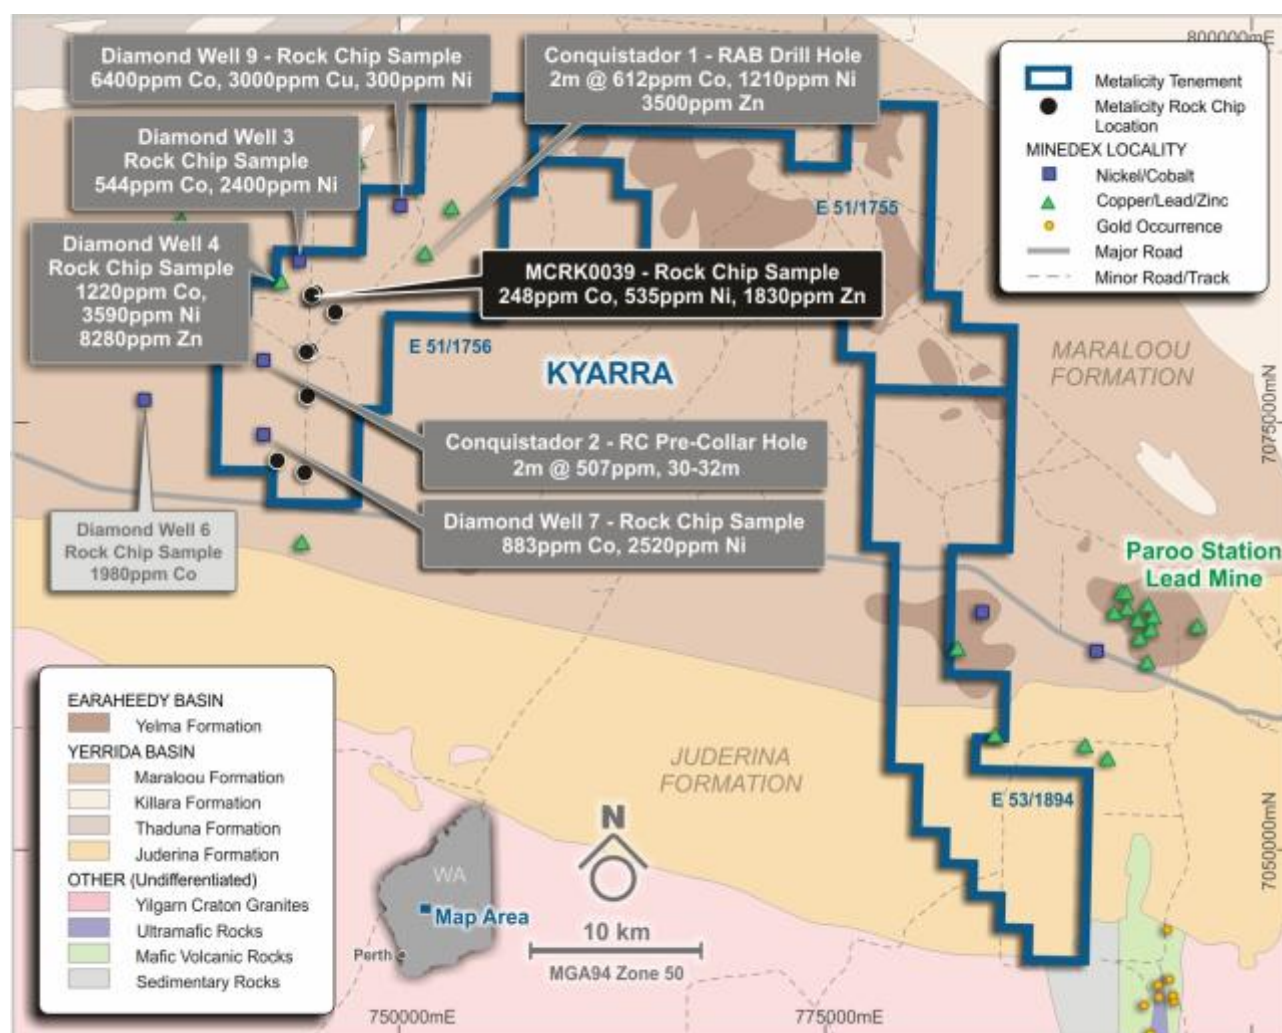 800000mE
Diamond Well 9 - Rock Chip Sample
6400ppm Co, 3000ppm Cu, 300ppm Ni
Conquistador 1 - RAB Drill Hole
2m @ 612ppm Co, 1210ppm Ni
3500ppm Zn
Metalicity Tenement
Metalicity Rock Chip
Location
MINEDEX LOCALITY
Nickel/Cobalt
Copper/Lead/Zinc
Gold Occurrence
Major Road
Minor Road/Track
Diamond Well 3
Rock Chip Sample
544ppm Co, 2400ppm Ni
E 51/1755
Diamond Well 4
Rock Chip Sample
1220ppm Co,
3590ppm Ni
8280ppm Zn
MCRK0039 - Rock Chip Sample
248ppm Co, 535ppm Ni, 1830ppm Zn
E 51/1756
KYARRA
MARALOOU
FORMATION
7075000mN
Conquistador 2 - RC Pre-Collar Hole
2m @ 507ppm, 30-32m
Diamond Well 7 - Rock Chip Sample
883ppm Co, 2520ppm Ni
Diamond Well 6
Rock Chip Sample
1980ppm Co
Paroo Station
Lead Mine
EARAHEEDY BASIN
Yelma Formation
YERRIDA BASIN
Maraloou Formation
Killara Formation
Thaduna Formation
Juderina Formation
OTHER (Undifferentiated)
Yilgarn Craton Granites
Ultramafic Rocks
Mafic Volcanic Rocks
Sedimentary Rocks
JUDERINA
FORMATION
E 53/1894
7050000mN
WA
Map Area
Perth
N
10 km
MGA94 Zone 50
750000mE
775000mE